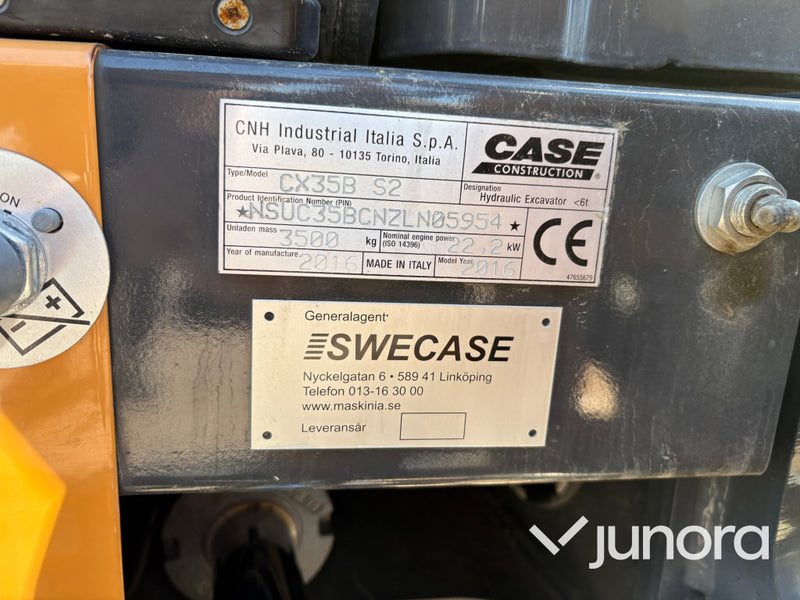 CNH Industrial Italia S.p.A.
Via Plava, 80 - 10135 Torino, Italia
CASE
CONSTRUCTION
Type/Model CX35B S2
Designation
Hydraulic Excavator <6t
Product Identification Number (PIN)
★NSUC35BCNZLN05954★
Unladen mass 3500 kg
Nominal engine power (ISO 14396) 22,2 kW
Year of manufacture 2016
MADE IN ITALY
Model Year 2016
CE
47655679
ON
Generalagent
SWECASE
Nyckelgatan 6 • 589 41 Linköping
Telefon 013-16 30 00
www.maskinia.se
Leveransår
junora